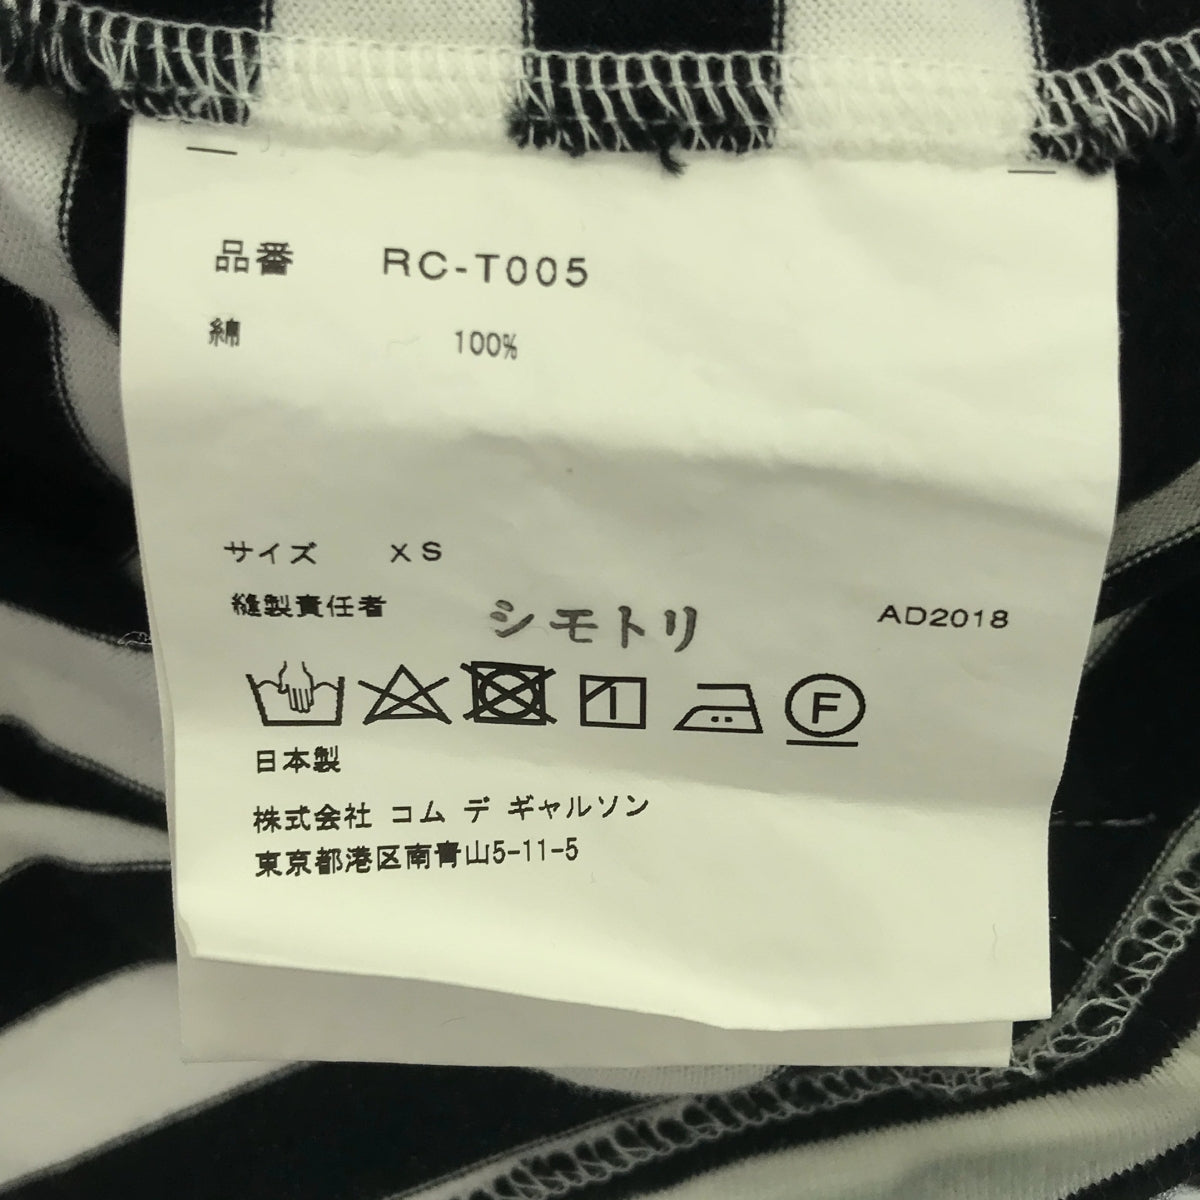 品番 RC-T005
綿 100%
サイズ XS
縫製責任者 シモトリ AD2018
F
日本製
株式会社 コム デ ギャルソン
東京都港区南青山5-11-5